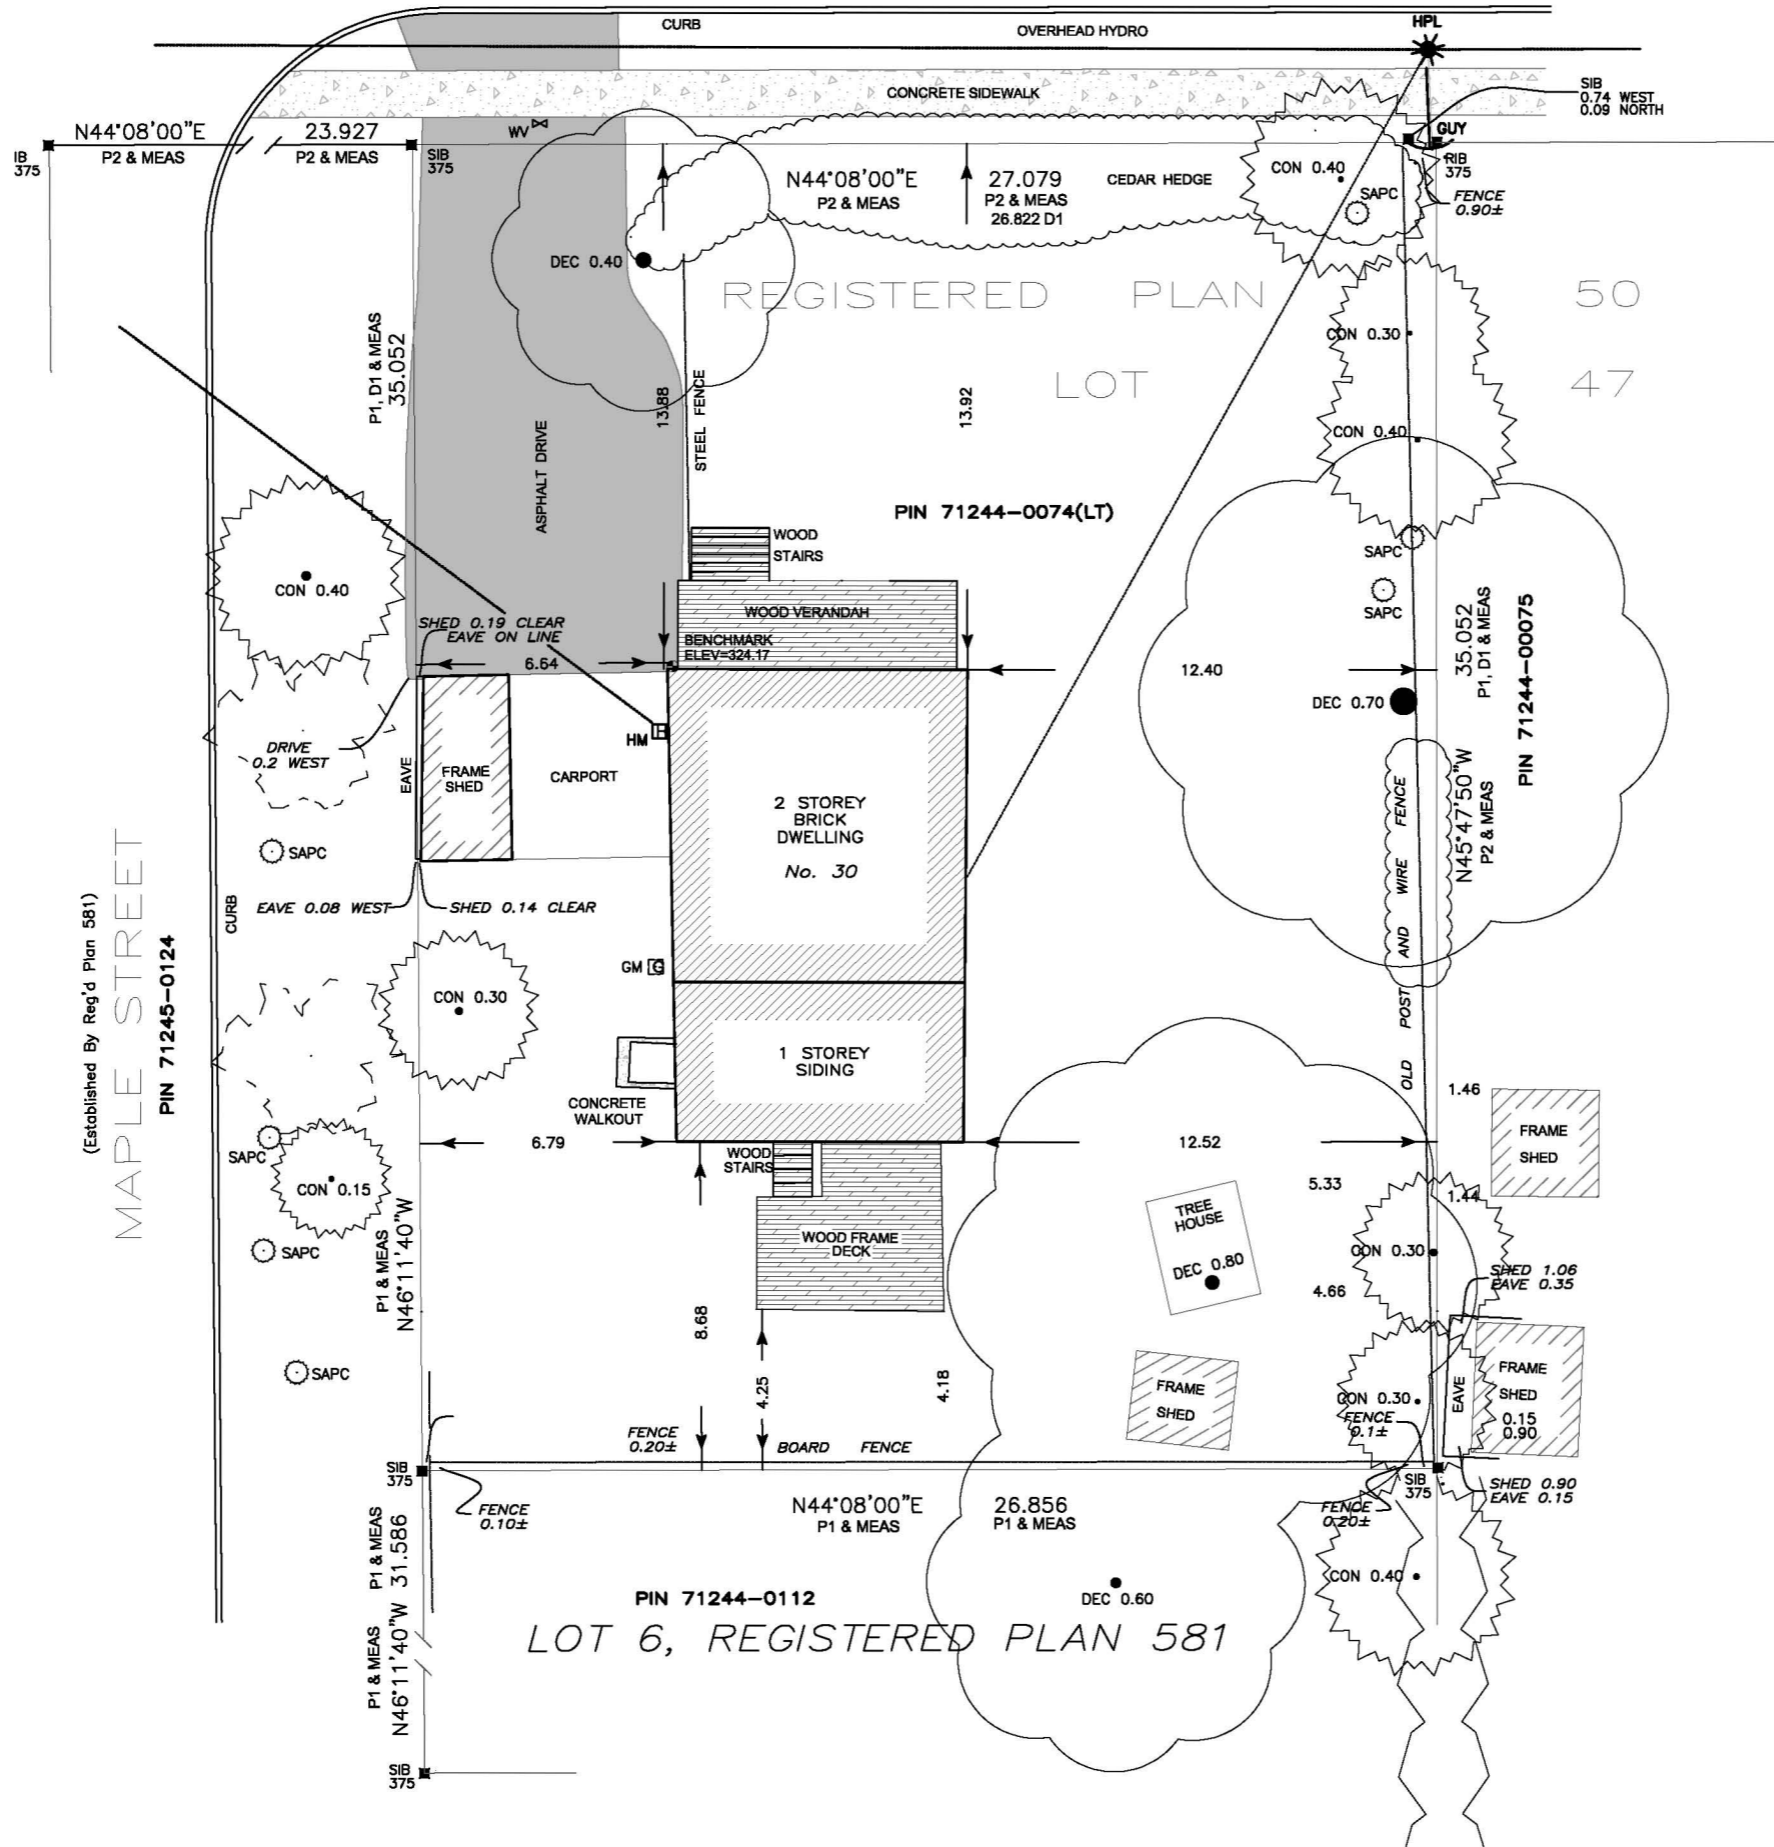 CURB
OVERHEAD HYDRO
HPL
CONCRETE SIDEWALK
SIB
0.74 WEST
0.09 NORTH
N44°08'00"E
P2 & MEAS
23.927
P2 & MEAS
IB
375
SIB
375
WV
GUY
RIB
375
FENCE
0.90±
N44°08'00"E
P2 & MEAS
27.079
P2 & MEAS
26.822 D1
CEDAR HEDGE
CON 0.40
SAPC
DEC 0.40
REGISTERED PLAN 50
LOT 47
CON 0.30
CON 0.40
P1, D1 & MEAS
35.052
ASPHALT DRIVE
13.88
STEEL FENCE
13.92
PIN 71244-0074(LT)
WOOD
STAIRS
SAPC
SAPC
CON 0.40
SHED 0.19 CLEAR
EAVE ON LINE
6.64
WOOD VERANDAH
BENCHMARK
ELEV=324.17
12.40
35.052
P1, D1 & MEAS
PIN 71244-00075
DEC 0.70
HM
DRIVE
0.2 WEST
EAVE
FRAME
SHED
CARPORT
2 STOREY
BRICK
DWELLING
No. 30
N45°47'50"W
P2 & MEAS
OLD POST AND WIRE FENCE
SAPC
EAVE 0.08 WEST
SHED 0.14 CLEAR
CURB
(Established By Reg'd Plan 581)
MAPLE STREET
PIN 71245-0124
GM G
CON 0.30
1 STOREY
SIDING
CONCRETE
WALKOUT
1.46
FRAME
SHED
SAPC
CON 0.15
6.79
WOOD
STAIRS
12.52
5.33
1.44
TREE
HOUSE
DEC 0.80
WOOD FRAME
DECK
CON 0.30
SHED 1.06
EAVE 0.35
4.66
SAPC
P1 & MEAS
N46°11'40"W
8.68
SAPC
4.25
4.18
FRAME
SHED
CON 0.30
FENCE
0.1±
EAVE
FRAME
SHED
0.15
0.90
FENCE
0.20±
BOARD FENCE
SIB
375
FENCE
0.10±
N44°08'00"E
P1 & MEAS
26.856
P1 & MEAS
SIB
375
FENCE
0.20±
SHED 0.90
EAVE 0.15
P1 & MEAS P1 & MEAS
N46°11'40"W 31.586
CON 0.40
DEC 0.60
PIN 71244-0112
LOT 6, REGISTERED PLAN 581
SIB
375